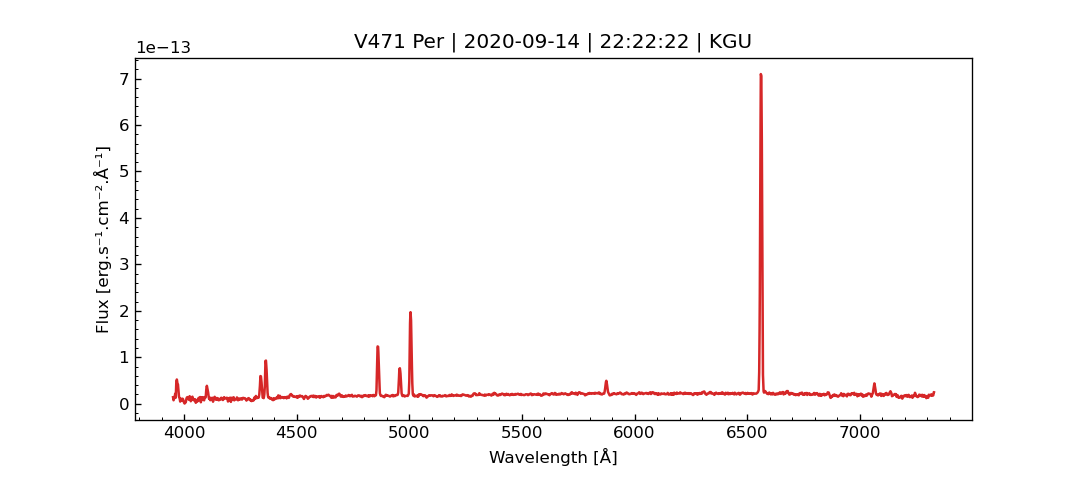 V471 Per | 2020-09-14 | 22:22:22 | KGU
1e−13
7
6
5
4
3
2
1
0
Flux [erg.s⁻¹.cm⁻².Å⁻¹]
4000 4500 5000 5500 6000 6500 7000
Wavelength [Å]